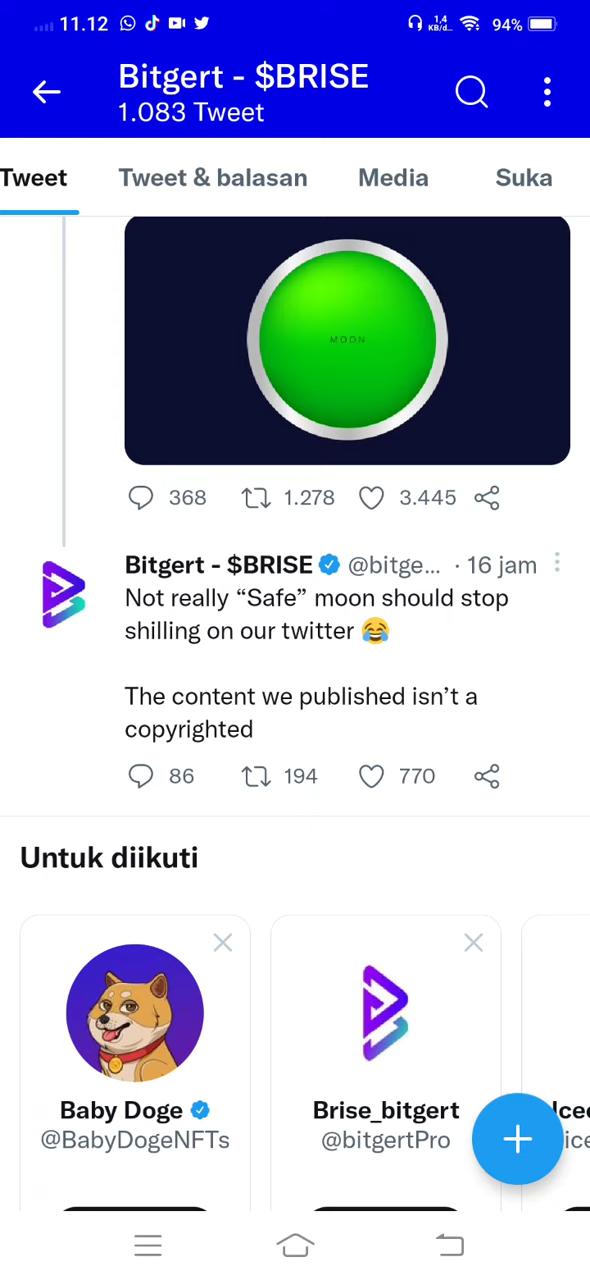 11.12
1,4
KB/d...
94%
Bitgert - $BRISE
1.083 Tweet
Tweet
Tweet & balasan
Media
Suka
MOON
368
1.278
3.445
Bitgert - $BRISE @bitge... · 16 jam
Not really “Safe” moon should stop
shilling on our twitter 😂
The content we published isn’t a
copyrighted
86
194
770
Untuk diikuti
Baby Doge
@BabyDogeNFTs
Brise_bitgert
@bitgertPro